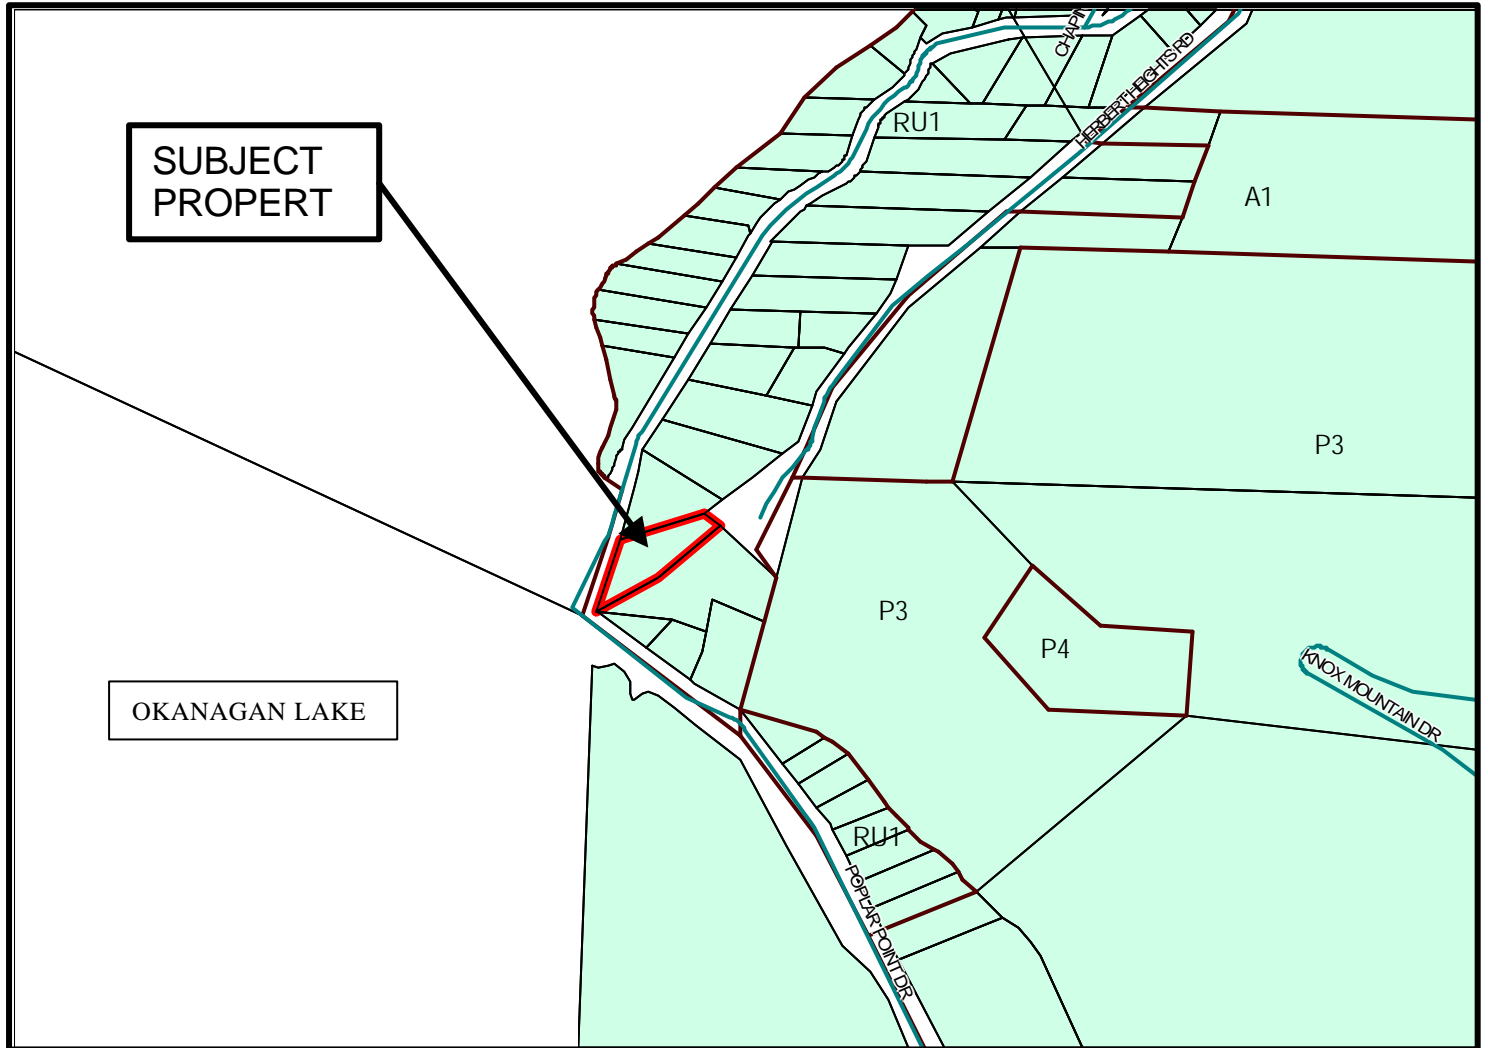 CHAPIN
HERBERT HEIGHTS RD
RU1
SUBJECT
PROPERT
A1
P3
P3
P4
KNOX MOUNTAIN DR
OKANAGAN LAKE
RU1
POPLAR POINT DR